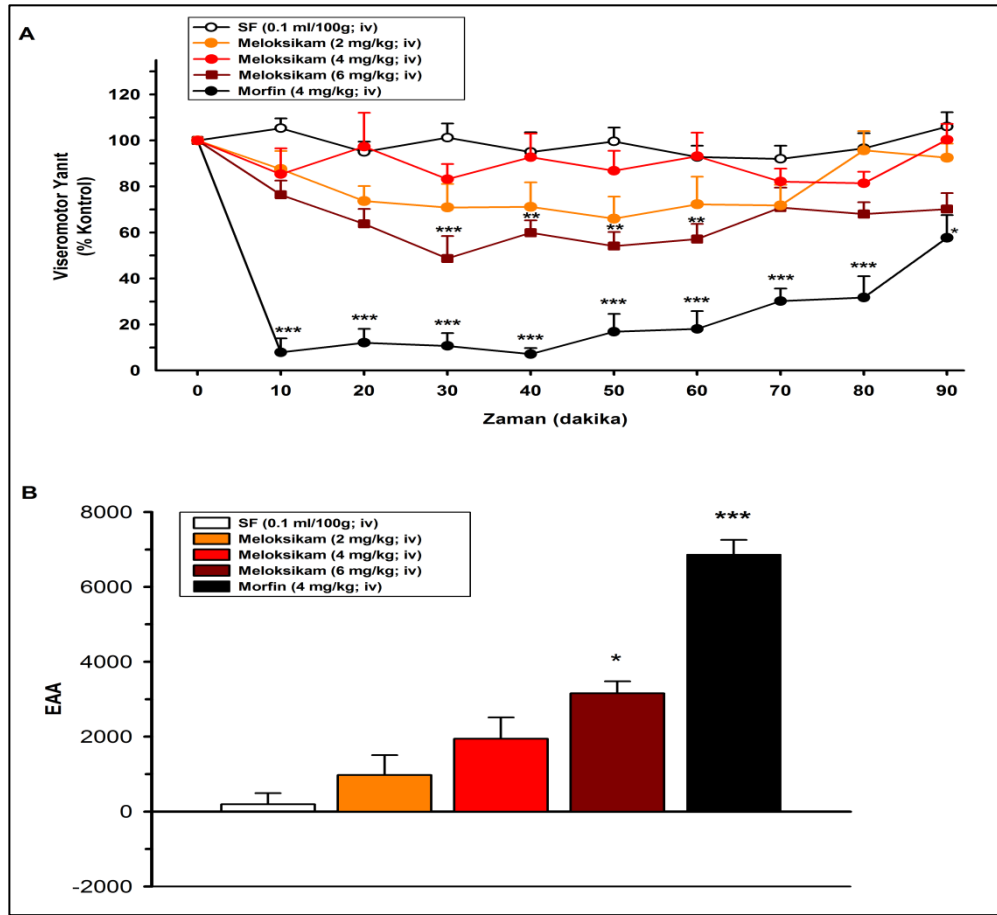 A
SF (0.1 ml/100g; iv)
Meloksikam (2 mg/kg; iv)
Meloksikam (4 mg/kg; iv)
Meloksikam (6 mg/kg; iv)
Morfin (4 mg/kg; iv)
Viseromotor Yanıt
(% Kontrol)
120
100
80
60
40
20
0
*** ** ** **
*** *** *** *** *** *** *** *** *
0 10 20 30 40 50 60 70 80 90
Zaman (dakika)
B
SF (0.1 ml/100g; iv)
Meloksikam (2 mg/kg; iv)
Meloksikam (4 mg/kg; iv)
Meloksikam (6 mg/kg; iv)
Morfin (4 mg/kg; iv)
EAA
8000
6000
4000
2000
0
-2000
*
***